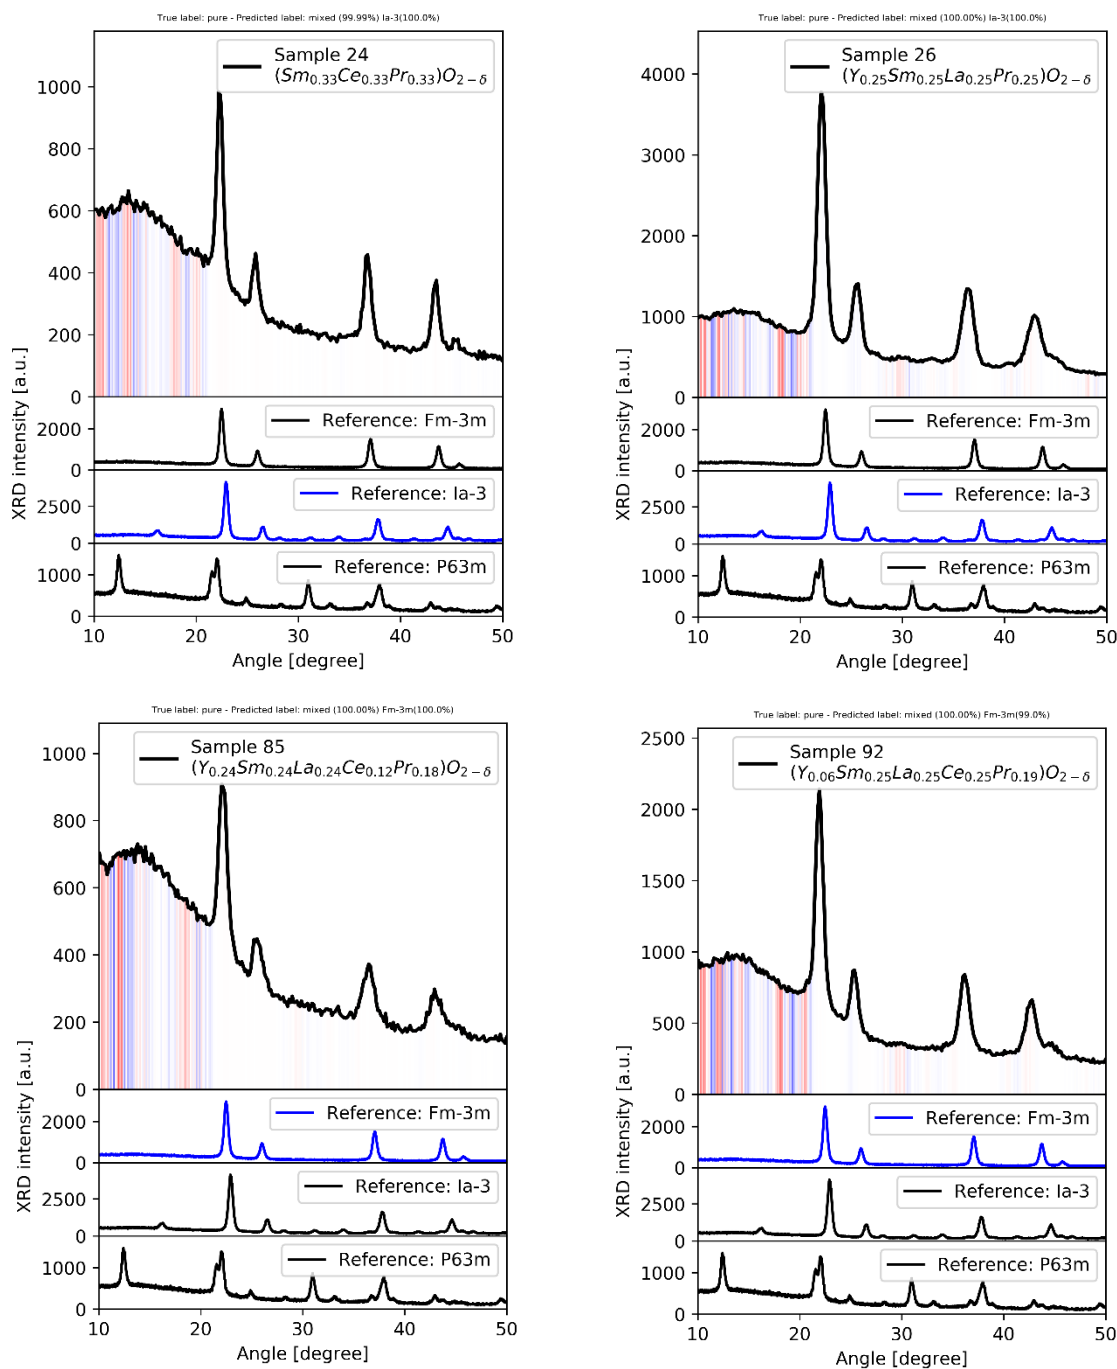 True label: pure - Predicted label: mixed (99.99%) Ia-3(100.0%)
Sample 24
(Sm0.33Ce0.33Pr0.33)O2−δ
1000
800
600
400
200
0
Reference: Fm-3m
2000
0
Reference: Ia-3
2500
0
Reference: P63m
1000
0
10 20 30 40 50
XRD intensity [a.u.]
Angle [degree]
True label: pure - Predicted label: mixed (100.00%) Ia-3(100.0%)
Sample 26
(Y0.25Sm0.25La0.25Pr0.25)O2−δ
4000
3000
2000
1000
0
Reference: Fm-3m
2000
0
Reference: Ia-3
2500
0
Reference: P63m
1000
0
10 20 30 40 50
XRD intensity [a.u.]
Angle [degree]
True label: pure - Predicted label: mixed (100.00%) Fm-3m(100.0%)
Sample 85
(Y0.24Sm0.24La0.24Ce0.12Pr0.18)O2−δ
1000
800
600
400
200
0
Reference: Fm-3m
2000
0
Reference: Ia-3
2500
0
Reference: P63m
1000
0
10 20 30 40 50
XRD intensity [a.u.]
Angle [degree]
True label: pure - Predicted label: mixed (100.00%) Fm-3m(99.0%)
Sample 92
(Y0.06Sm0.25La0.25Ce0.25Pr0.19)O2−δ
2500
2000
1500
1000
500
0
Reference: Fm-3m
2000
0
Reference: Ia-3
2500
0
Reference: P63m
1000
0
10 20 30 40 50
XRD intensity [a.u.]
Angle [degree]